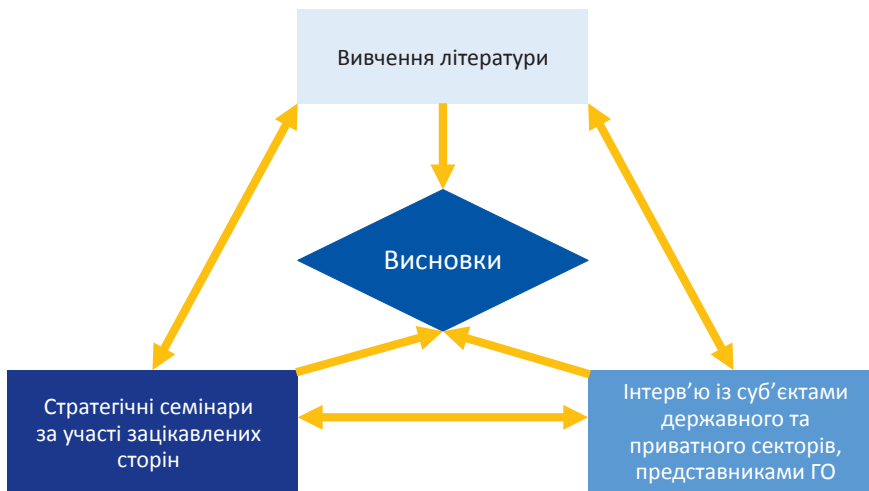 Вивчення літератури
Висновки
Стратегічні семінари
за участі зацікавлених
сторін
Інтерв’ю із суб’єктами
державного та
приватного секторів,
представниками ГО